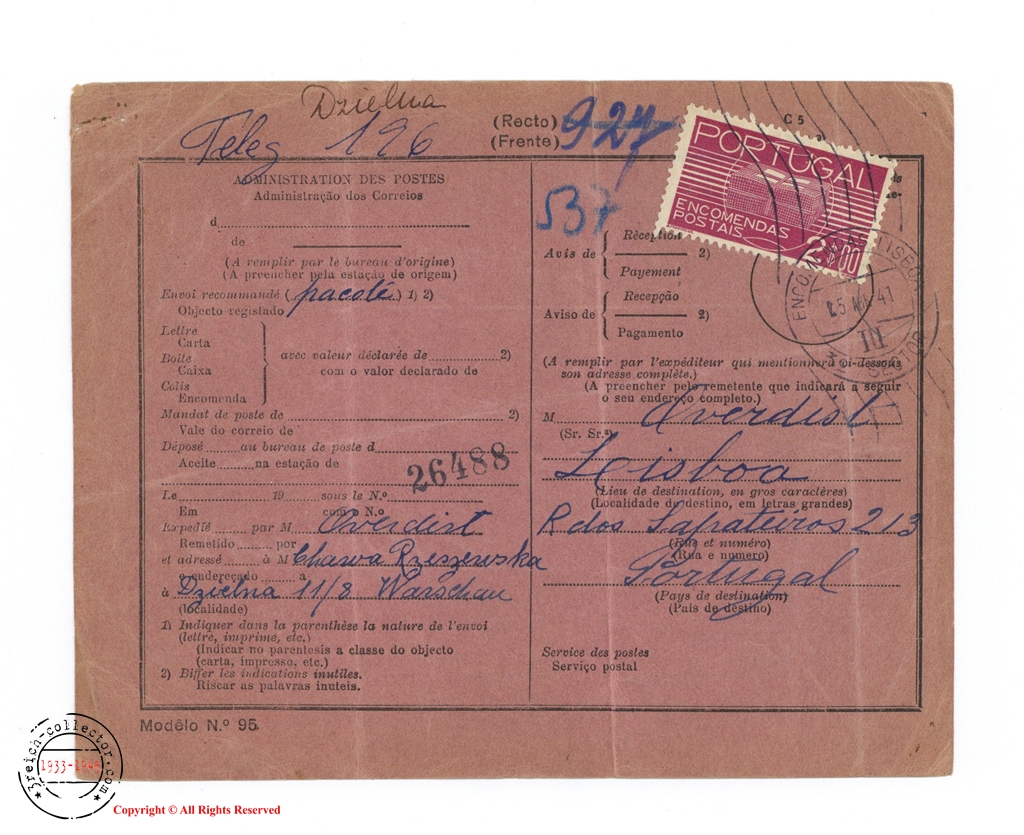 Dzielna
Teleg 196
(Recto)
(Frente)
927
C 5
537
PORTUGAL
ENCOMENDAS
POSTAIS
2$00
ADMINISTRATION DES POSTES
Administração dos Correios
d
de
(A remplir par le bureau d'origine)
(A preencher pela estação de origem)
Envoi recommandé (pacote) 1) 2)
Objecto registado
Lettre
Carta
Boite
Caixa
Colis
Encomenda
avec valeur déclarée de 2)
com o valor declarado de
Mandat de poste de 2)
Vale do correio de
Déposé au bureau de poste d
Aceite na estação de
26488
Le 19 sous le N.º
Em com N.º
Expedié par M Overdist
Remetido por
et adressé à M Chawa Rzeszewska
e endereçado a
à Dzielna 11/8 Warschau
(localidade)
1) Indiquer dans la parenthèse la nature de l'envoi
(lettre, imprime, etc.)
(Indicar no parentesis a classe do objecto
(carta, impresso, etc.)
2) Biffer les indications inutiles.
Riscar as palavras inuteis.
Avis de
Réception
2)
Payement
Aviso de
Recepção
2)
Pagamento
(A remplir par l'expéditeur qui mentionnera ci-dessous
son adresse complète.)
(A preencher pelo remetente que indicará a seguir
o seu endereço completo.)
M Overdist
(Sr. Sr.ª)
Lisboa
(Lieu de destination, en gros caractères)
(Localidade de destino, em letras grandes)
R dos Sapateiros 213
(Rua et numéro)
(Rua e numero)
Portugal
(Pays de destination)
(País de destino)
Service des postes
Serviço postal
Modêlo N.º 95
3reich-collector.com
1933-1945
Copyright © All Rights Reserved